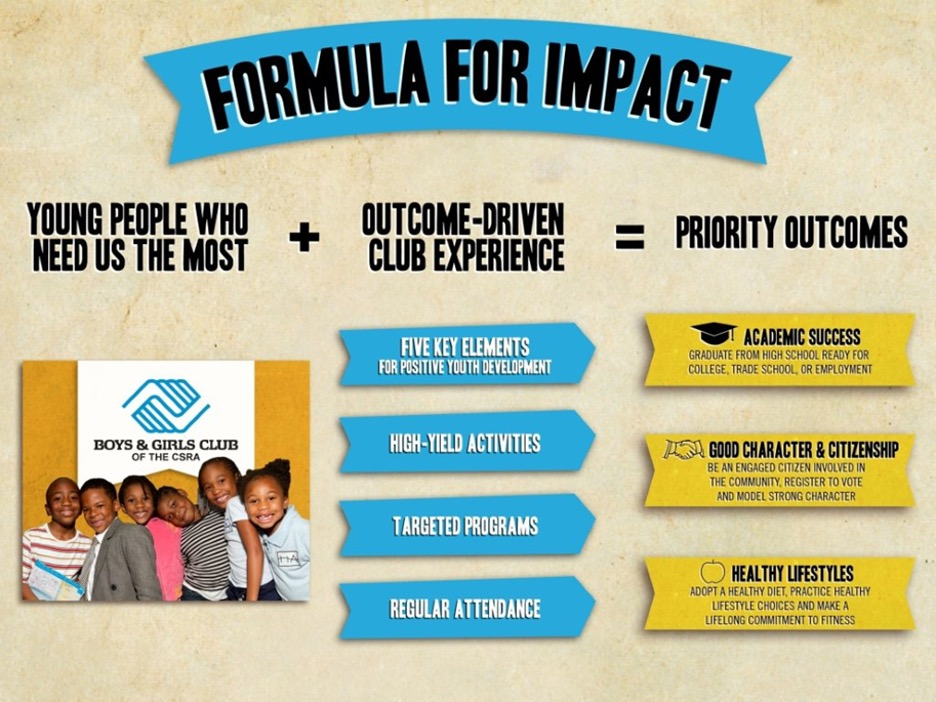 FORMULA FOR IMPACT
YOUNG PEOPLE WHO
NEED US THE MOST
+
OUTCOME-DRIVEN
CLUB EXPERIENCE
=
PRIORITY OUTCOMES
BOYS & GIRLS CLUB
OF THE CSRA
FIVE KEY ELEMENTS
FOR POSITIVE YOUTH DEVELOPMENT
HIGH-YIELD ACTIVITIES
TARGETED PROGRAMS
REGULAR ATTENDANCE
ACADEMIC SUCCESS
GRADUATE FROM HIGH SCHOOL READY FOR
COLLEGE, TRADE SCHOOL, OR EMPLOYMENT
GOOD CHARACTER & CITIZENSHIP
BE AN ENGAGED CITIZEN INVOLVED IN
THE COMMUNITY, REGISTER TO VOTE
AND MODEL STRONG CHARACTER
HEALTHY LIFESTYLES
ADOPT A HEALTHY DIET, PRACTICE HEALTHY
LIFESTYLE CHOICES AND MAKE A
LIFELONG COMMITMENT TO FITNESS